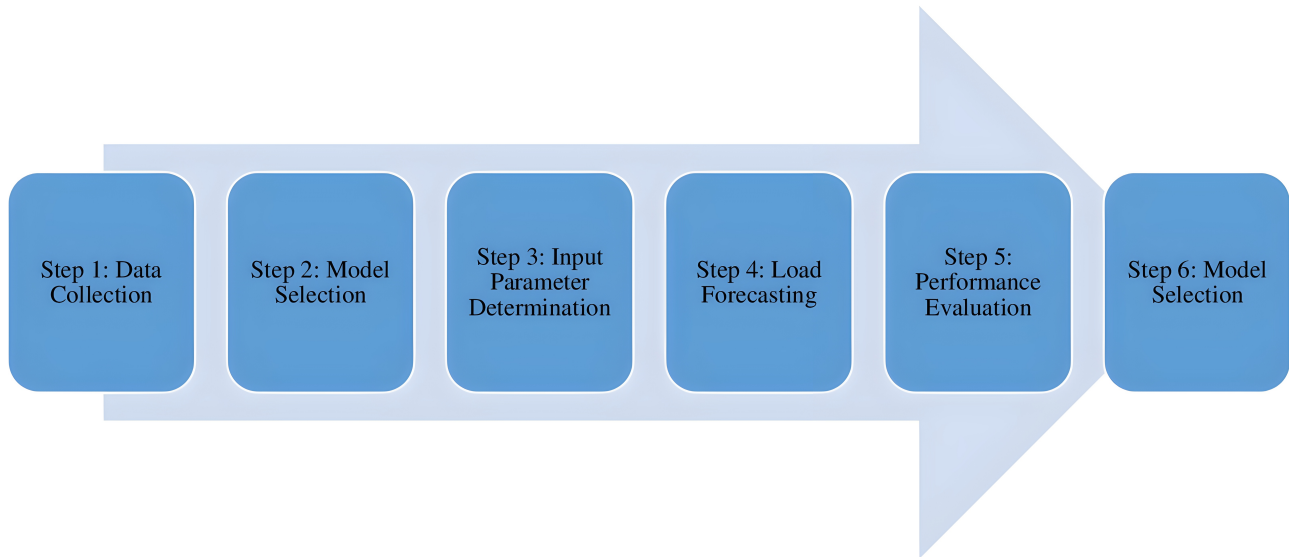 Step 1: Data
Collection
Step 2: Model
Selection
Step 3: Input
Parameter
Determination
Step 4: Load
Forecasting
Step 5:
Performance
Evaluation
Step 6: Model
Selection